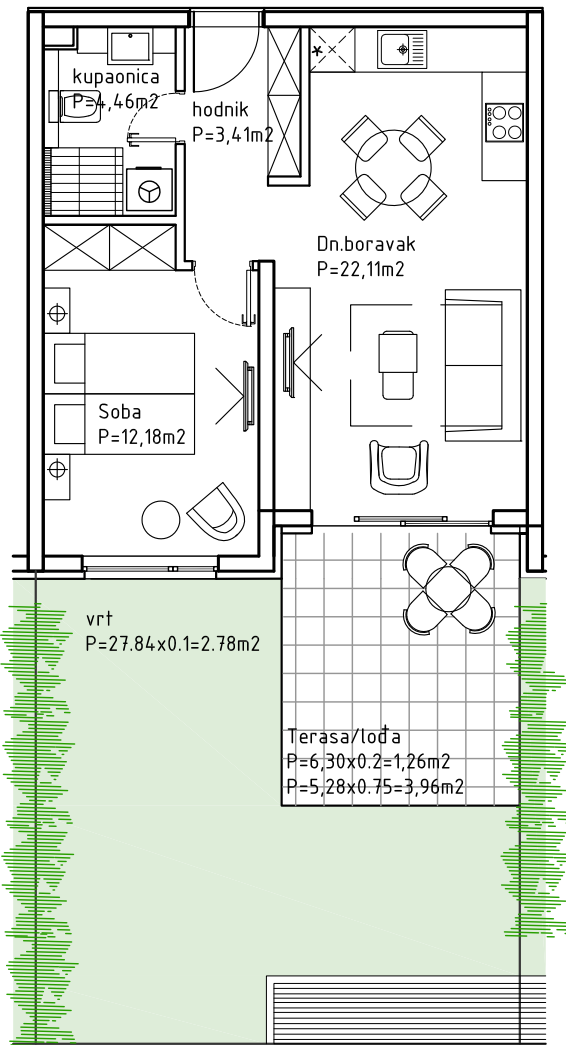 kupaonica
P=4,46m2
hodnik
P=3,41m2
Dn.boravak
P=22,11m2
Soba
P=12,18m2
vrt
P=27.84x0.1=2.78m2
Terasa/lođa
P=6,30x0.2=1,26m2
P=5,28x0.75=3,96m2